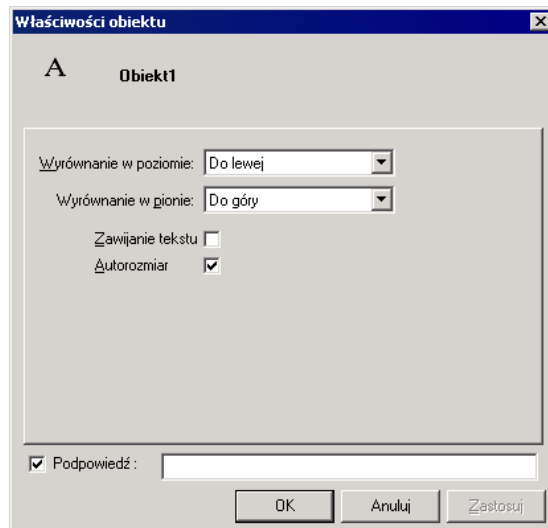 Właściwości obiektu
A
Obiekt1
Wyrównanie w poziomie: Do lewej
Wyrównanie w pionie: Do góry
Zawijanie tekstu
Autorozmiar
Podpowiedź :
OK Anuluj Zastosuj